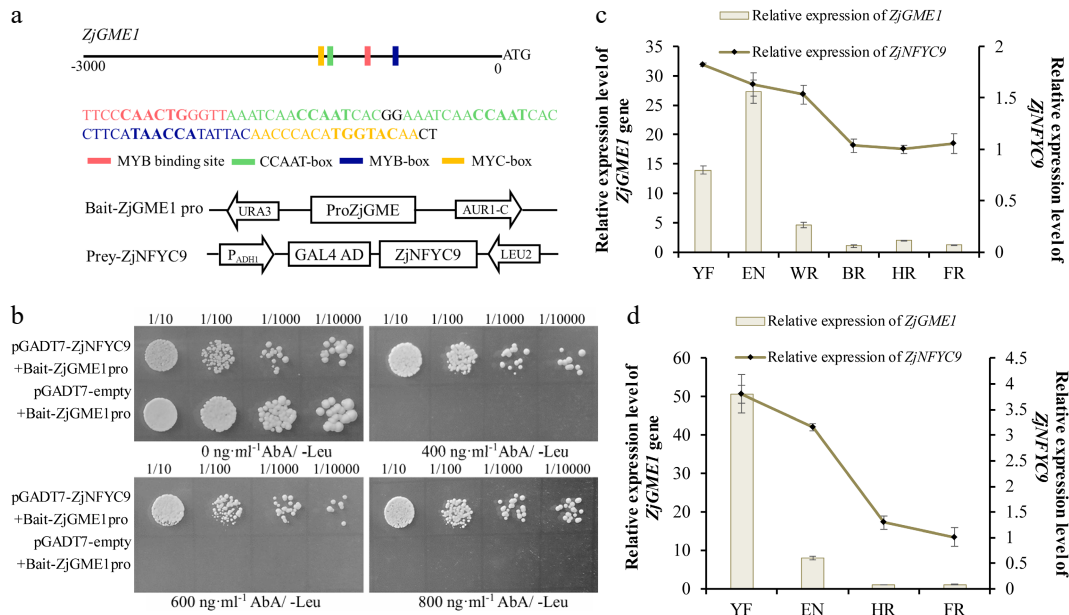 a
ZjGME1
-3000
0
ATG
TTCCCAACTGGGTTAAATCAACCAATCACGGAAATCAACCAATCAC
CTTCATAACCATATTACAACCCACATGGTACAACT
MYB binding site
CCAAT-box
MYB-box
MYC-box
Bait-ZjGME1 pro
URA3
ProZjGME
AUR1-C
Prey-ZjNFYC9
PADH1
GAL4 AD
ZjNFYC9
LEU2
b
1/10 1/100 1/1000 1/10000
1/10 1/100 1/1000 1/10000
pGADT7-ZjNFYC9
+Bait-ZjGME1pro
pGADT7-empty
+Bait-ZjGME1pro
0 ng·ml-1AbA/ -Leu
400 ng·ml-1AbA/ -Leu
1/10 1/100 1/1000 1/10000
1/10 1/100 1/1000 1/10000
pGADT7-ZjNFYC9
+Bait-ZjGME1pro
pGADT7-empty
+Bait-ZjGME1pro
600 ng·ml-1 AbA/ -Leu
800 ng·ml-1 AbA/ -Leu
c
Relative expression of ZjGME1
Relative expression of ZjNFYC9
Relative expression level of
ZjGME1 gene
35
30
25
20
15
10
5
0
2
1.5
1
0.5
0
Relative expression level of
ZjNFYC9
YF EN WR BR HR FR
d
Relative expression of ZjGME1
Relative expression of ZjNFYC9
Relative expression level of
ZjGME1 gene
60
50
40
30
20
10
0
4.5
4
3.5
3
2.5
2
1.5
1
0.5
0
Relative expression level of
ZjNFYC9
YF EN HR FR